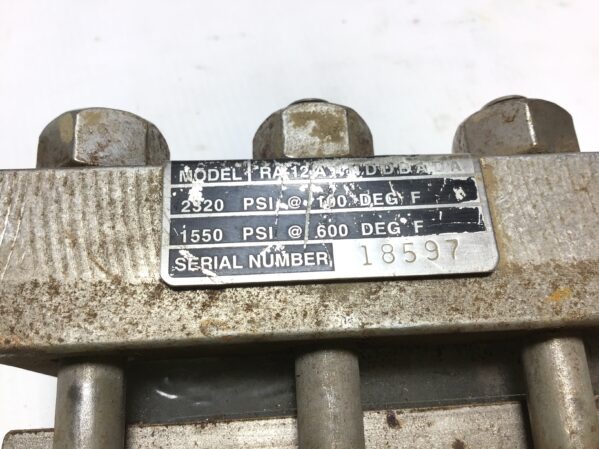 MODEL RA-12-A
2320 PSI @ 100 DEG F
1550 PSI @ 600 DEG F
SERIAL NUMBER 18597